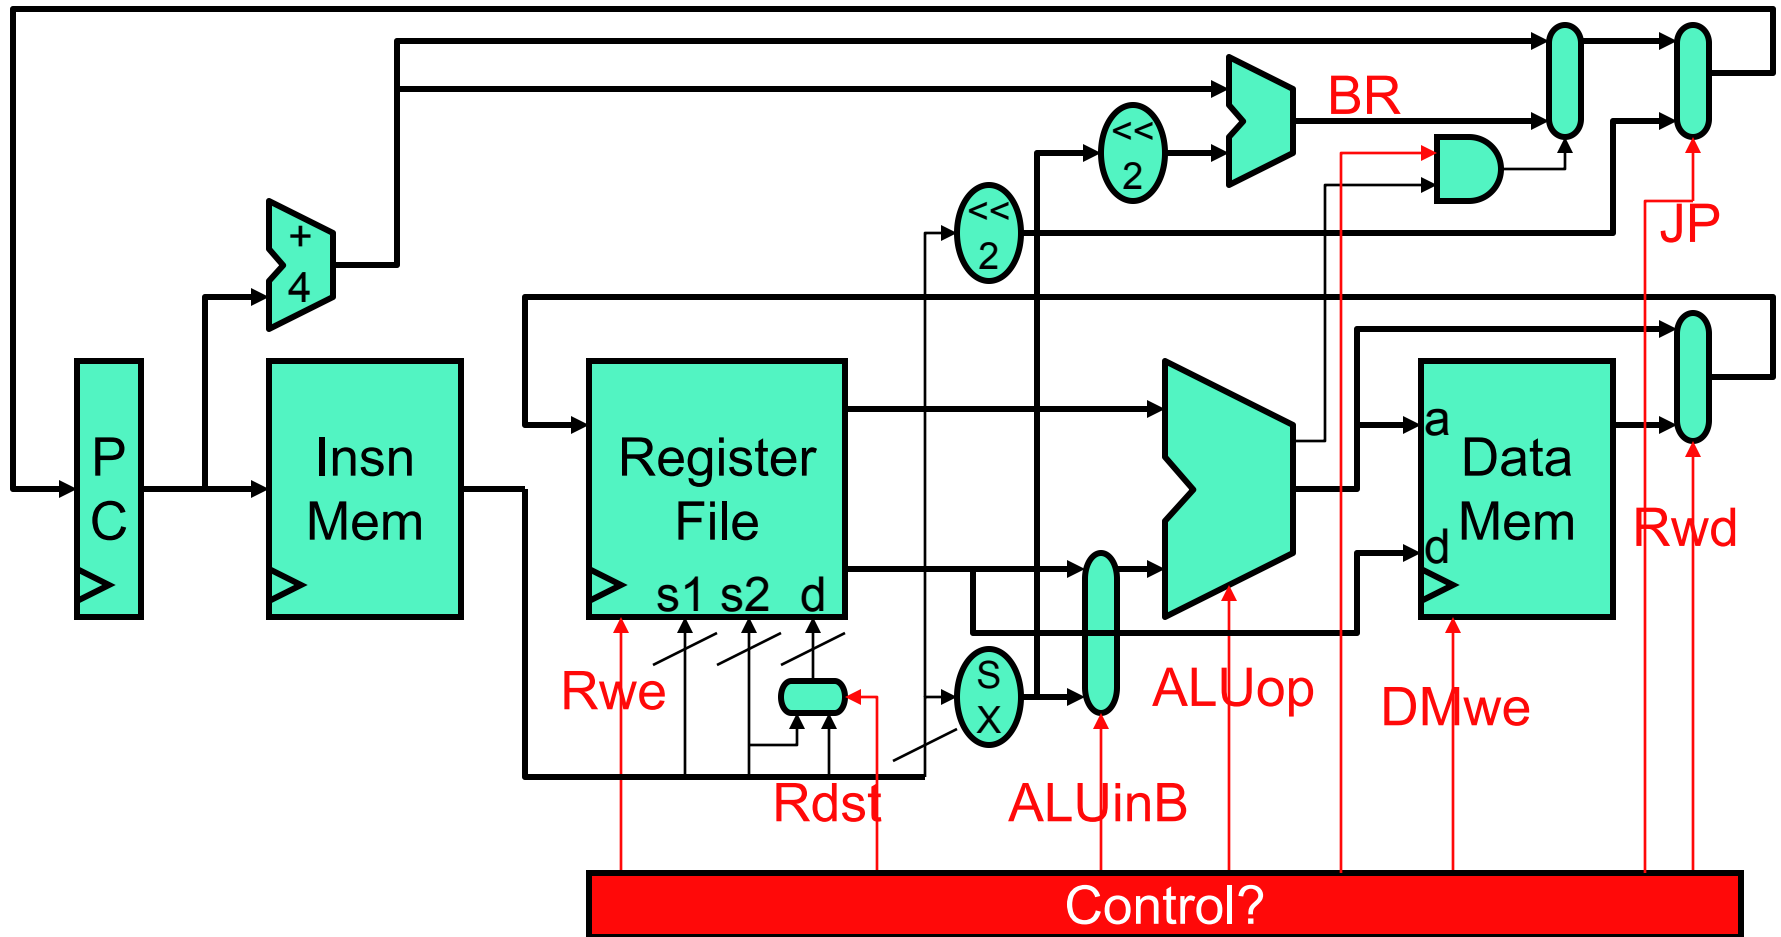 BR
<<
2
<<
2
JP
+
4
P
C
Insn
Mem
Register
File
s1 s2 d
a
d
Data
Mem
Rwd
S
X
Rwe
ALUop
DMwe
Rdst
ALUinB
Control?